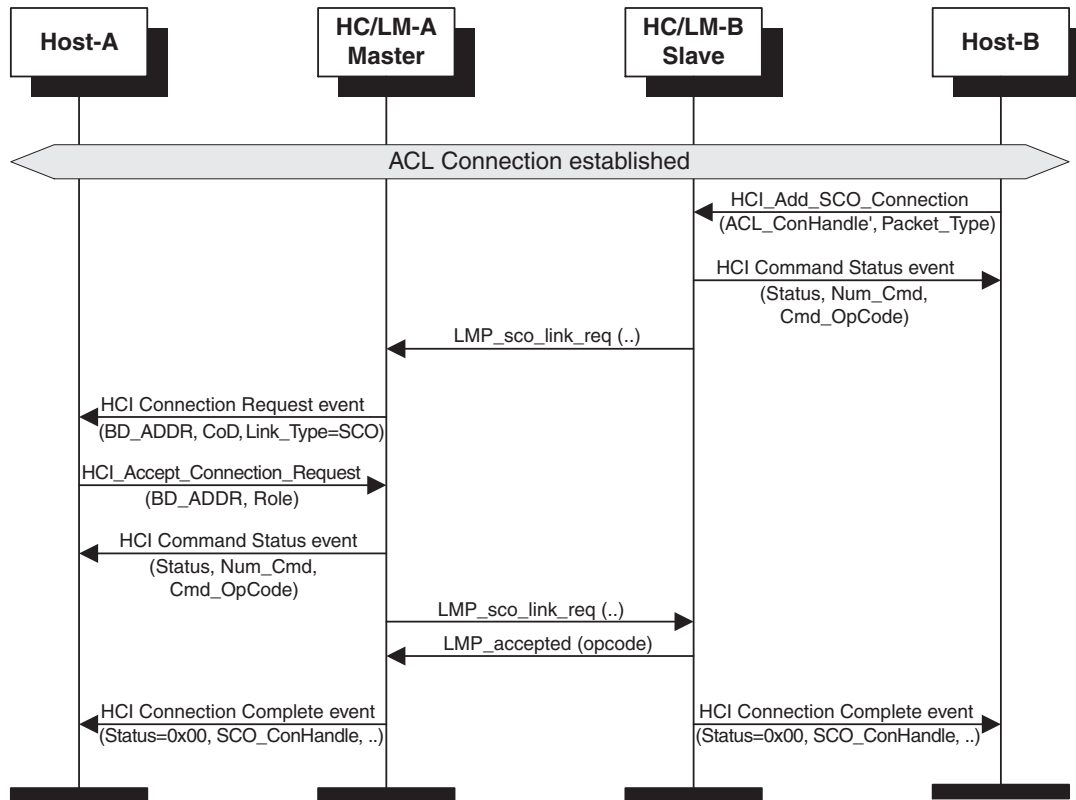 Host-A
HC/LM-A
Master
HC/LM-B
Slave
Host-B
ACL Connection established
HCI_Add_SCO_Connection
(ACL_ConHandle', Packet_Type)
HCI Command Status event
(Status, Num_Cmd,
Cmd_OpCode)
LMP_sco_link_req (..)
HCI Connection Request event
(BD_ADDR, CoD, Link_Type=SCO)
HCI_Accept_Connection_Request
(BD_ADDR, Role)
HCI Command Status event
(Status, Num_Cmd,
Cmd_OpCode)
LMP_sco_link_req (..)
LMP_accepted (opcode)
HCI Connection Complete event
(Status=0x00, SCO_ConHandle, ..)
HCI Connection Complete event
(Status=0x00, SCO_ConHandle, ..)